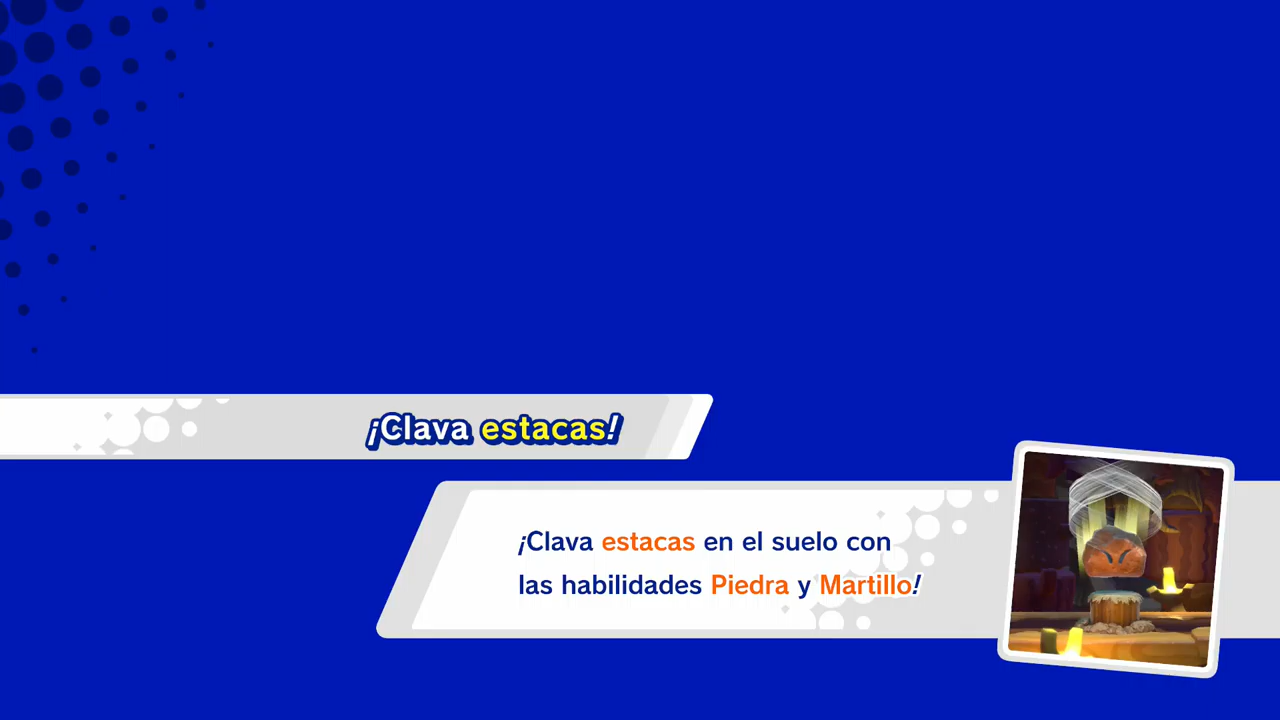 ¡Clava estacas!
¡Clava estacas en el suelo con
las habilidades Piedra y Martillo!